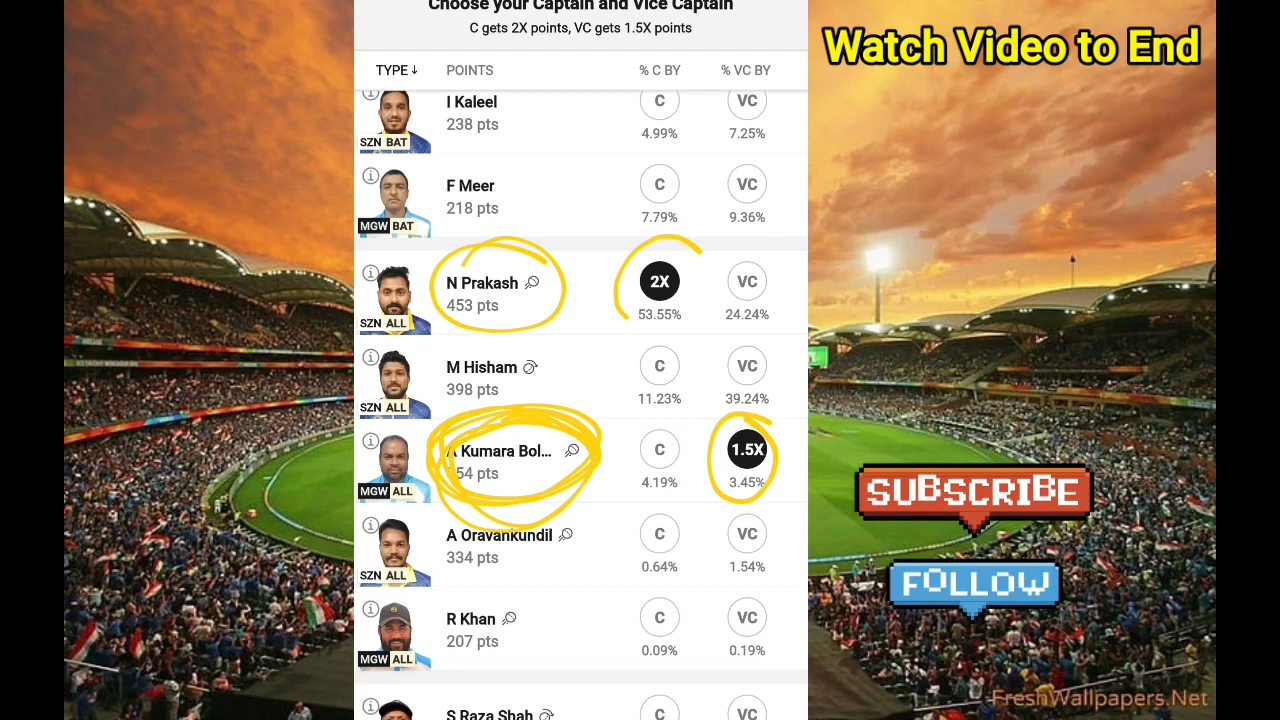 Choose your Captain and Vice Captain
C gets 2X points, VC gets 1.5X points
Watch Video to End
TYPE↓ POINTS % C BY % VC BY
I Kaleel C VC
238 pts 4.99% 7.25%
SZN BAT
F Meer C VC
218 pts 7.79% 9.36%
MGW BAT
N Prakash 2X VC
453 pts 53.55% 24.24%
SZN ALL
M Hisham C VC
398 pts 11.23% 39.24%
SZN ALL
Kumara Bol... C 1.5X
54 pts 4.19% 3.45%
MGW ALL
SUBSCRIBE
A Oravankundil C VC
334 pts 0.64% 1.54%
SZN ALL
FOLLOW
R Khan C VC
207 pts 0.09% 0.19%
MGW ALL
S Raza Shah C VC
FreshWallpapers.Net